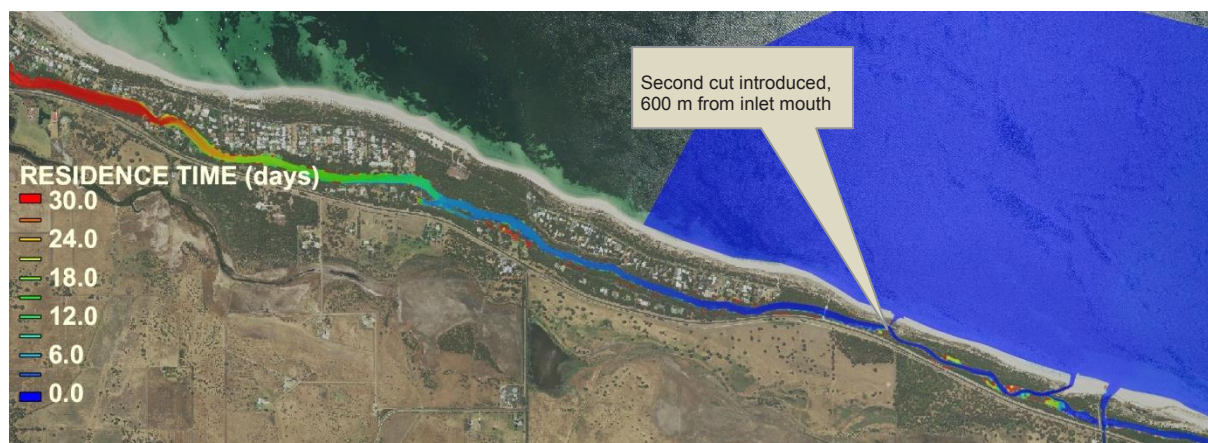 Second cut introduced,
600 m from inlet mouth
RESIDENCE TIME (days)
30.0
24.0
18.0
12.0
6.0
0.0